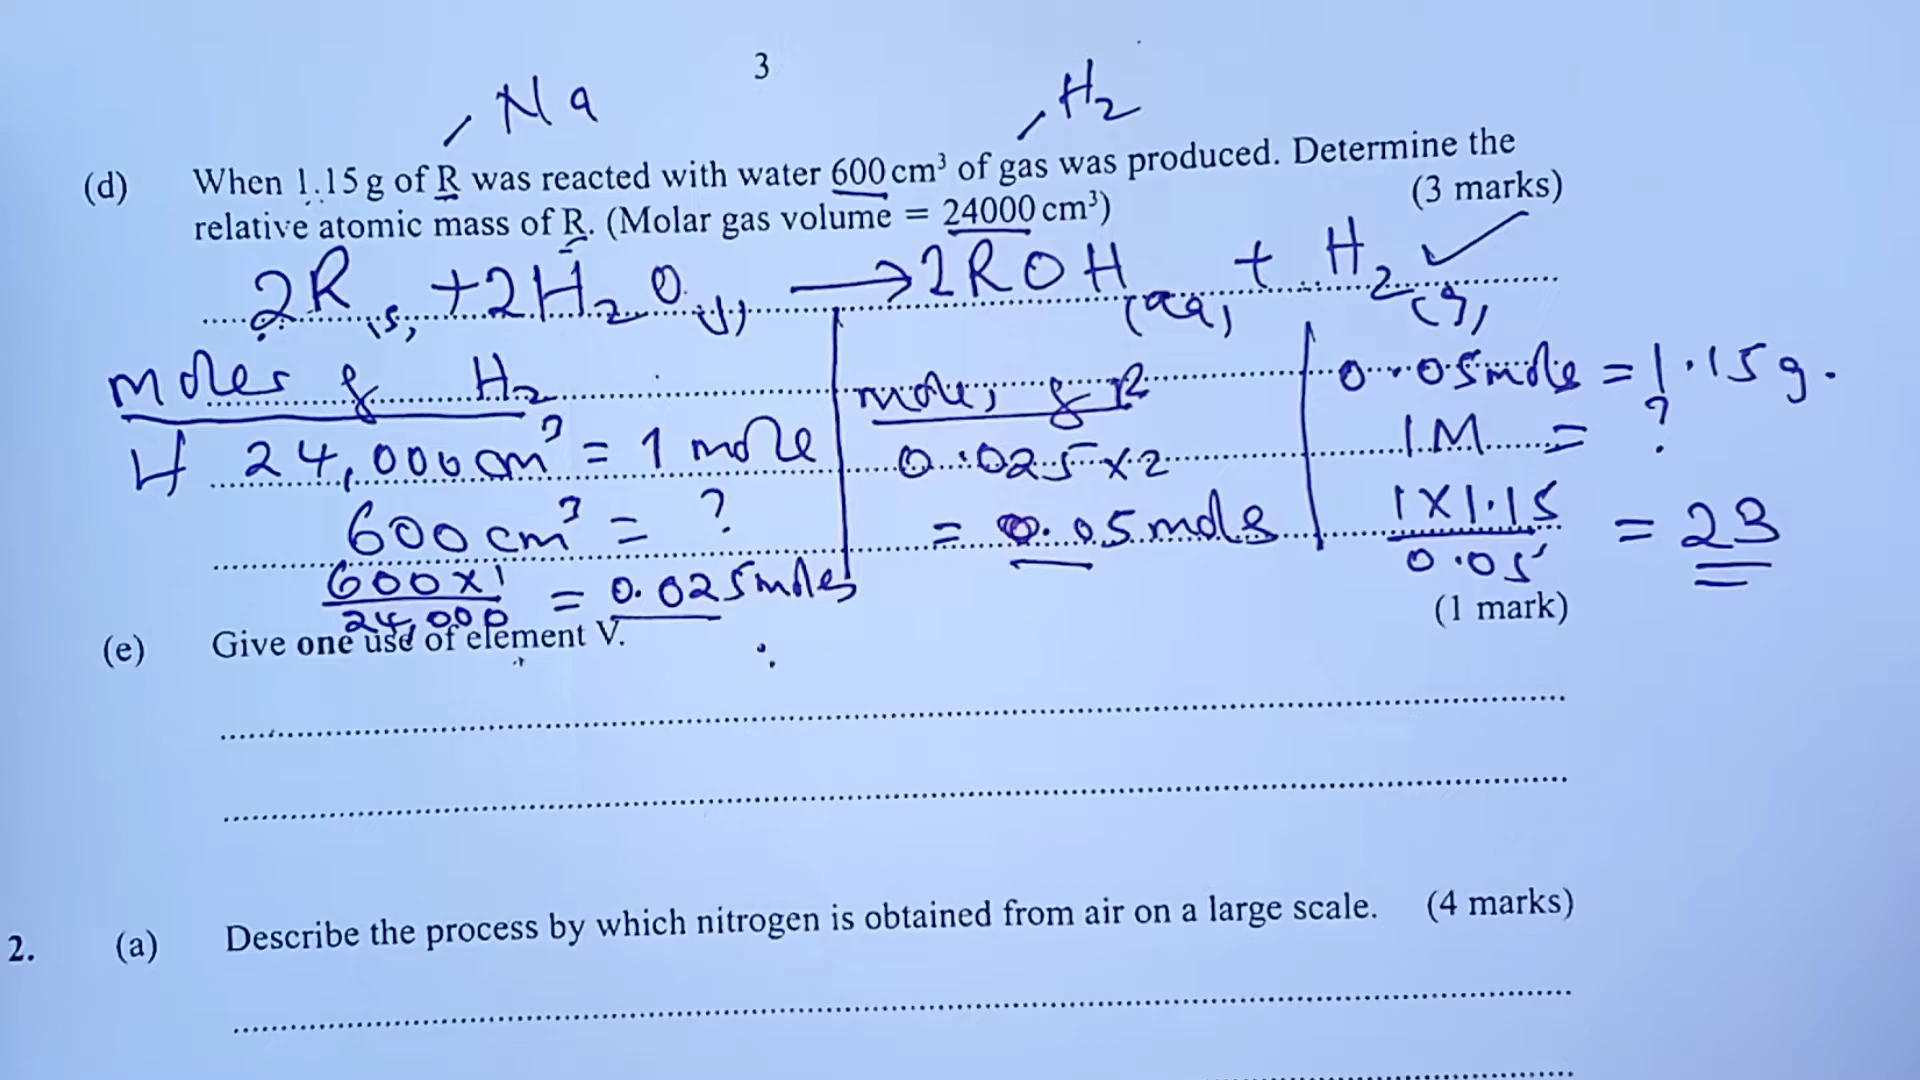 3
Na
H2
(d) When 1.15 g of R was reacted with water 600 cm³ of gas was produced. Determine the
relative atomic mass of R. (Molar gas volume = 24000 cm³) (3 marks)
2R(s) + 2H2O(l) → 2ROH(aq) + H2(g) ✓
moles of H2
If 24,000 cm³ = 1 mole
600 cm³ = ?
600 x 1
24,000
= 0.025 moles
moles of R
0.025 x 2
= 0.05 mols
0.05 mole = 1.15 g.
1M = ?
1 x 1.15
0.05
= 23
(e) Give one use of element V. (1 mark)
2. (a) Describe the process by which nitrogen is obtained from air on a large scale. (4 marks)